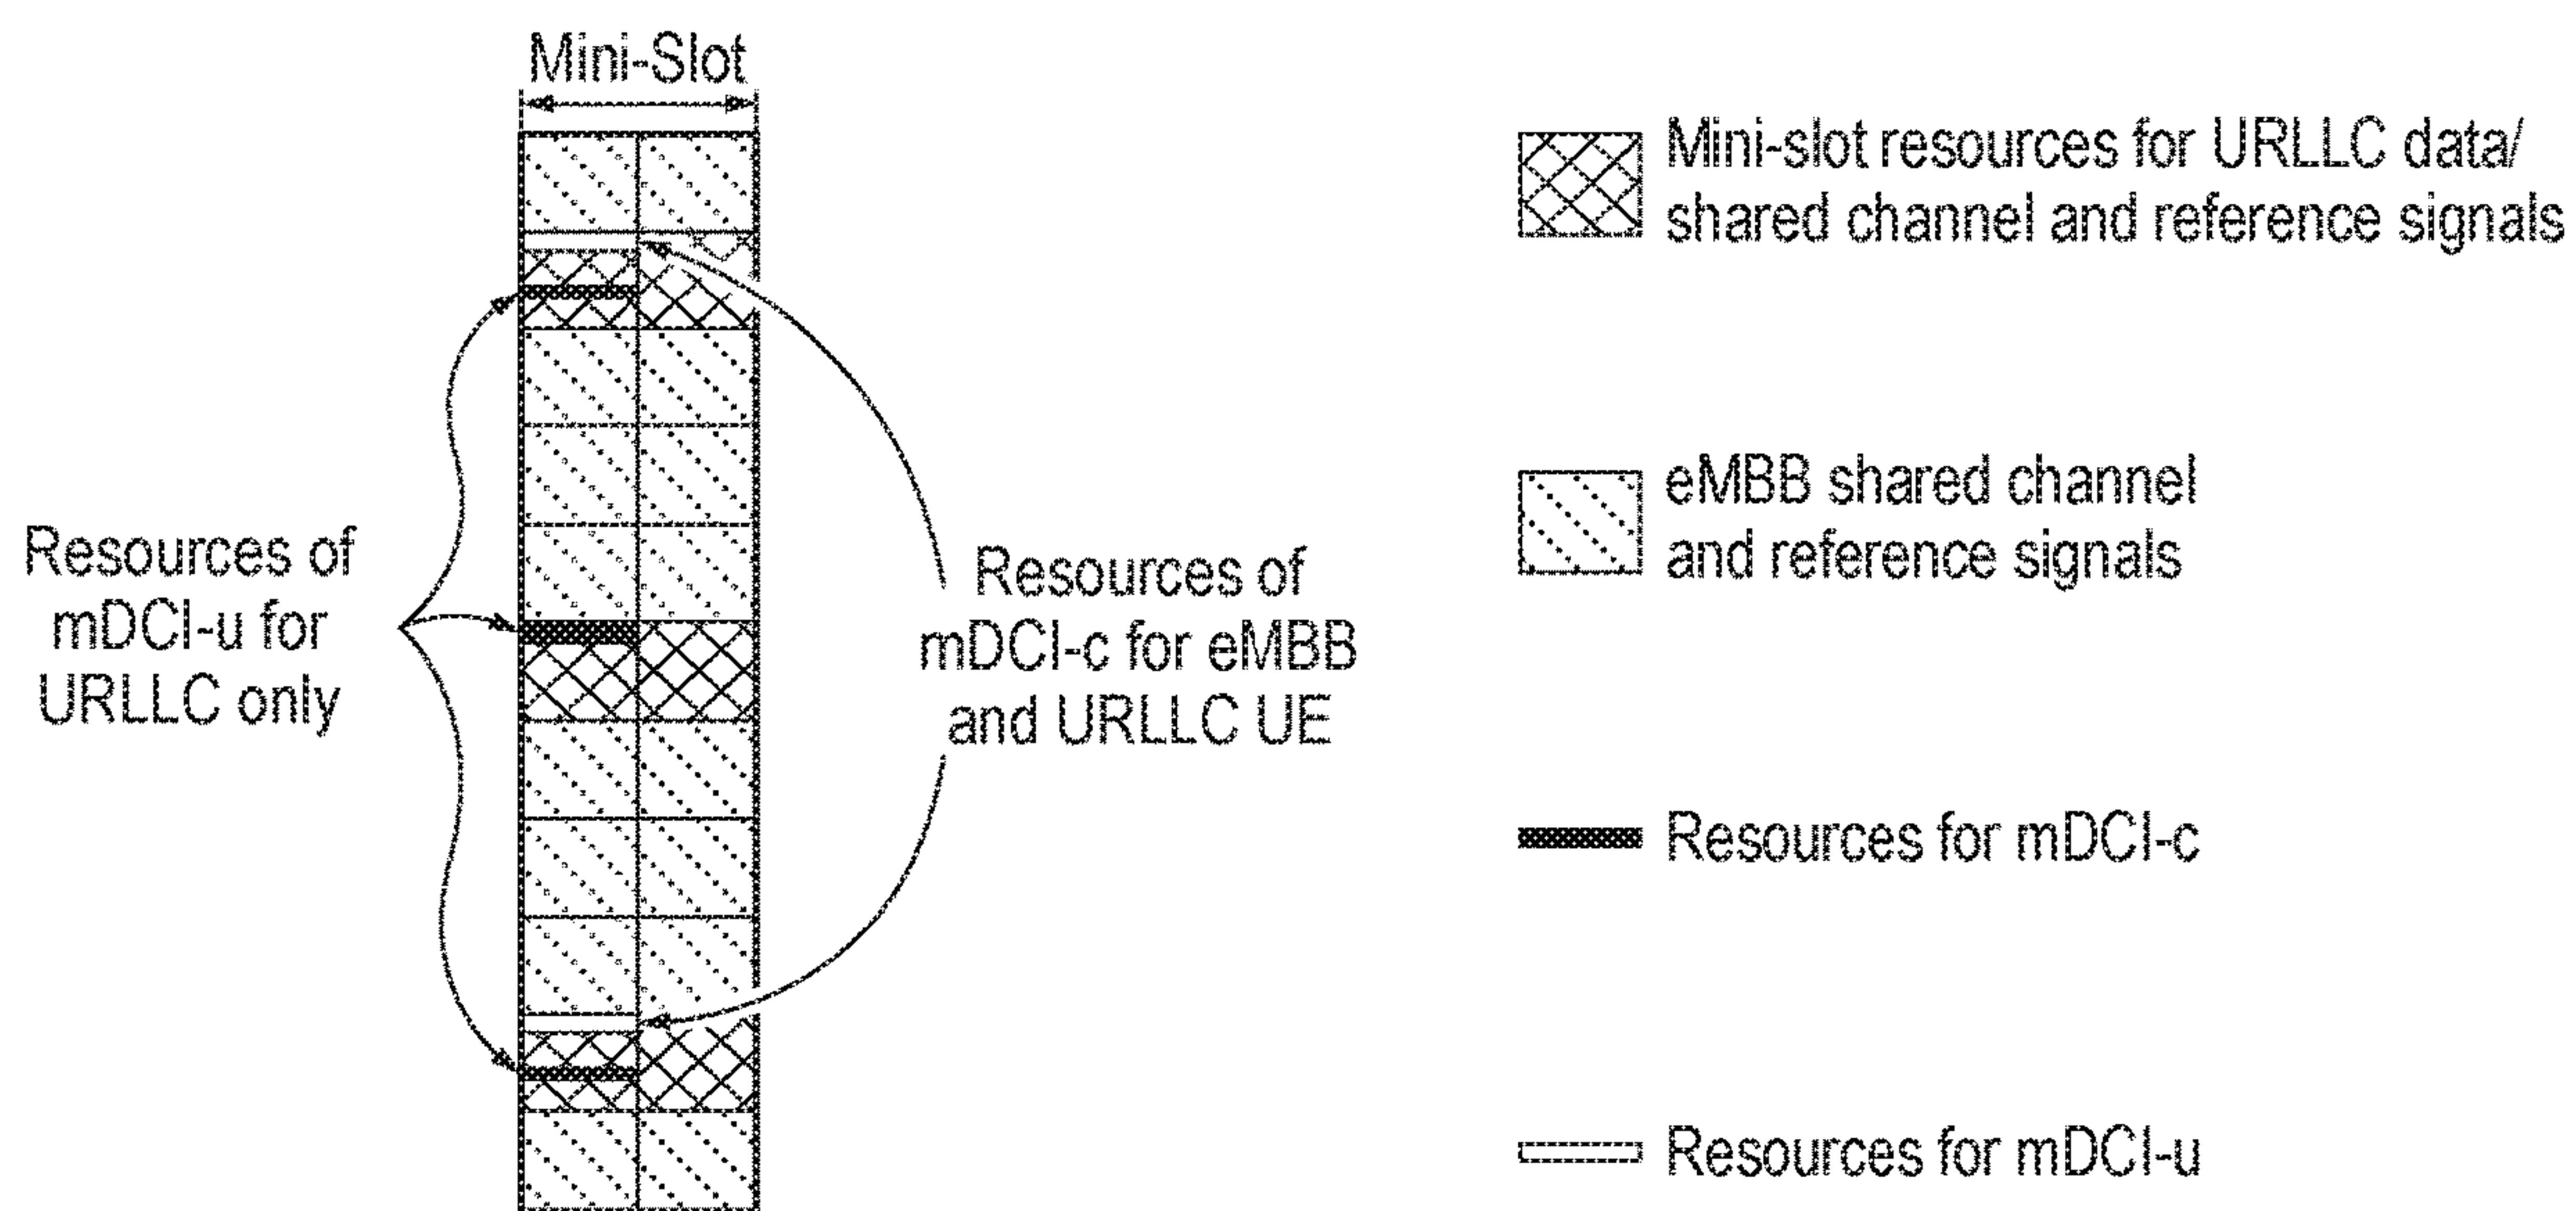 Mini-Slot
Resources of
mDCI-u for
URLLC only
Resources of
mDCI-c for eMBB
and URLLC UE
Mini-slot resources for URLLC data/
shared channel and reference signals
eMBB shared channel
and reference signals
Resources for mDCI-c
Resources for mDCI-u